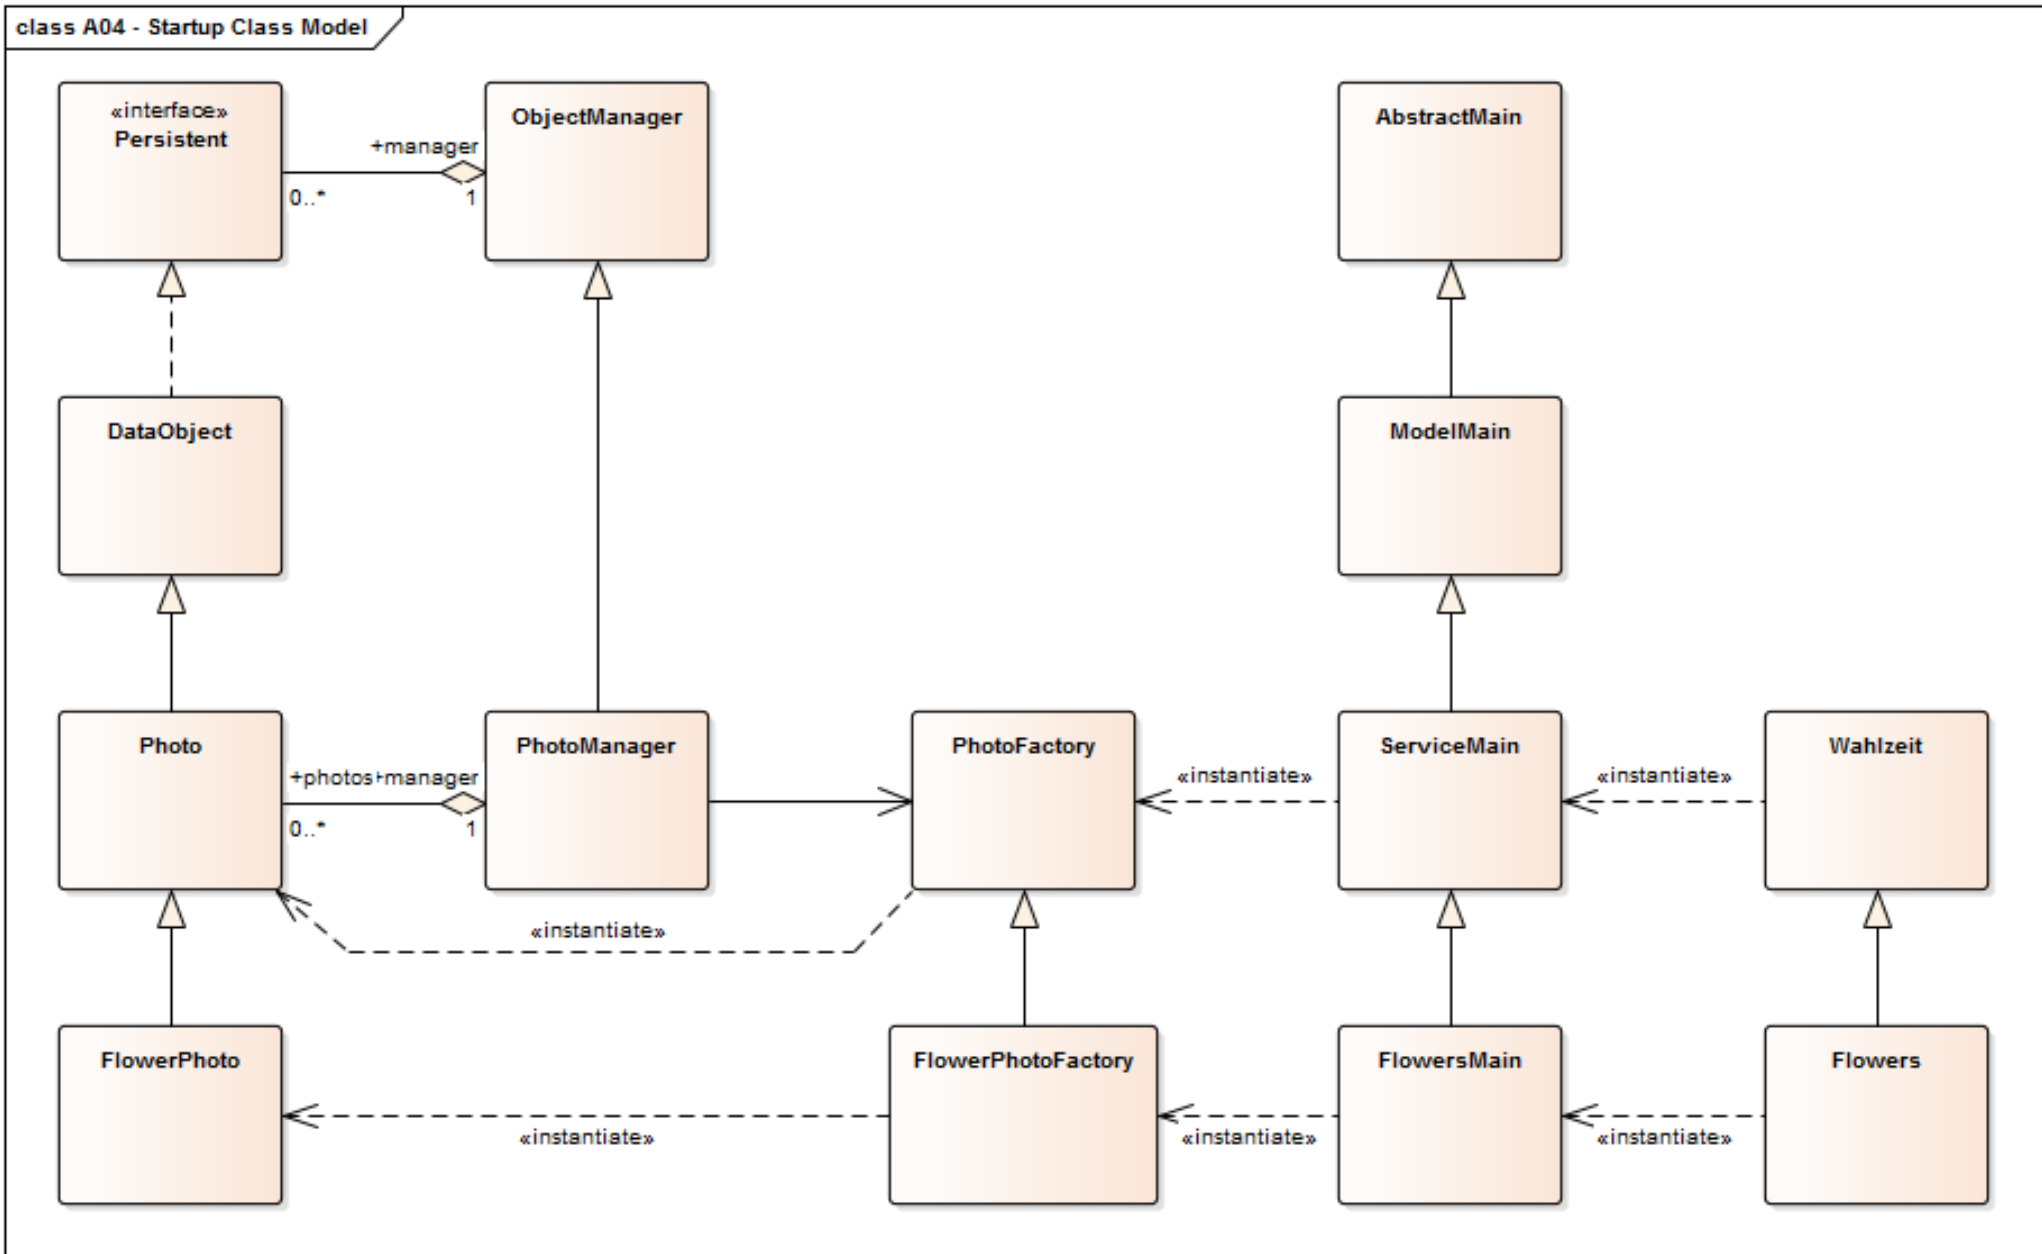 class A04 - Startup Class Model
«interface»
Persistent
ObjectManager
AbstractMain
+manager
0..*
1
DataObject
ModelMain
Photo
PhotoManager
PhotoFactory
ServiceMain
Wahlzeit
+photos
+manager
«instantiate»
«instantiate»
0..*
1
«instantiate»
FlowerPhoto
FlowerPhotoFactory
FlowersMain
Flowers
«instantiate»
«instantiate»
«instantiate»